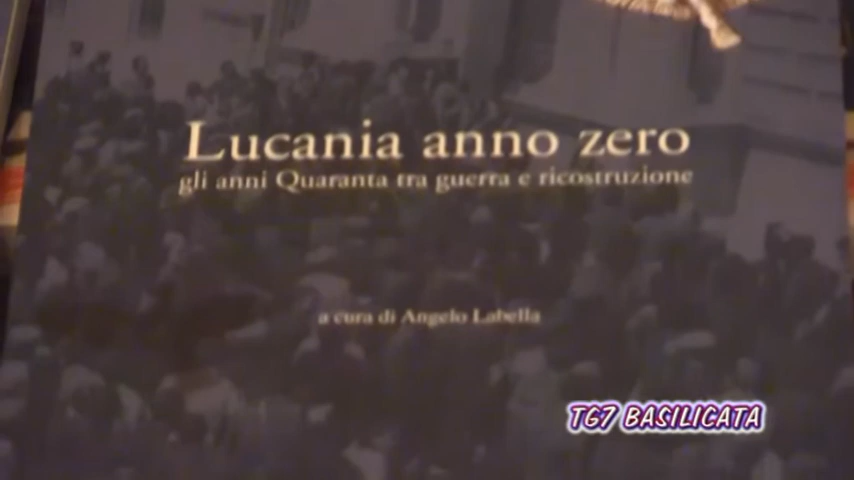 Lucania anno zero
gli anni Quaranta tra guerra e ricostruzione
a cura di Angelo Labella
TG7 BASILICATA